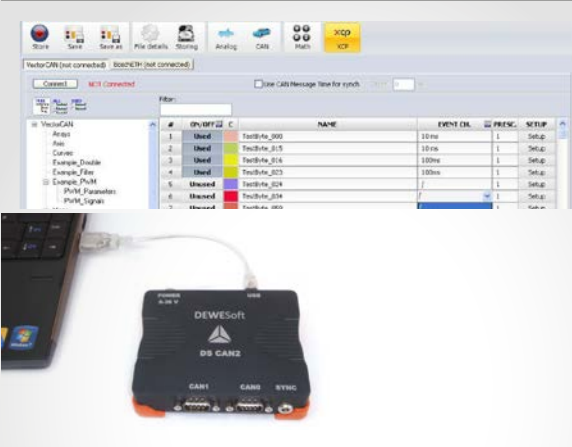 Store Save Save as File details Storing Analog CAN Math XCP
VectorCAN (not connected) BoschETH (not connected)
Connect NOT Connected Use CAN Message Time for synch.
Filter:
# ON/OFF C NAME EVENT CH. PRESC. SETUP
VectorCAN
Arrays
Axis
Curves
Example_Double
Example_Filter
Example_PWM
PWM_Parameters
PWM_Signals
1 Used TestByte_000 10ms 1 Setup
2 Used TestByte_015 10ms 1 Setup
3 Used TestByte_016 100ms 1 Setup
4 Used TestByte_023 100ms 1 Setup
5 Unused TestByte_024 / 1 Setup
6 Unused TestByte_034 / 1 Setup
POWER USB
DEWESoft
DS CAN2
CAN1 CAN0 SYNC